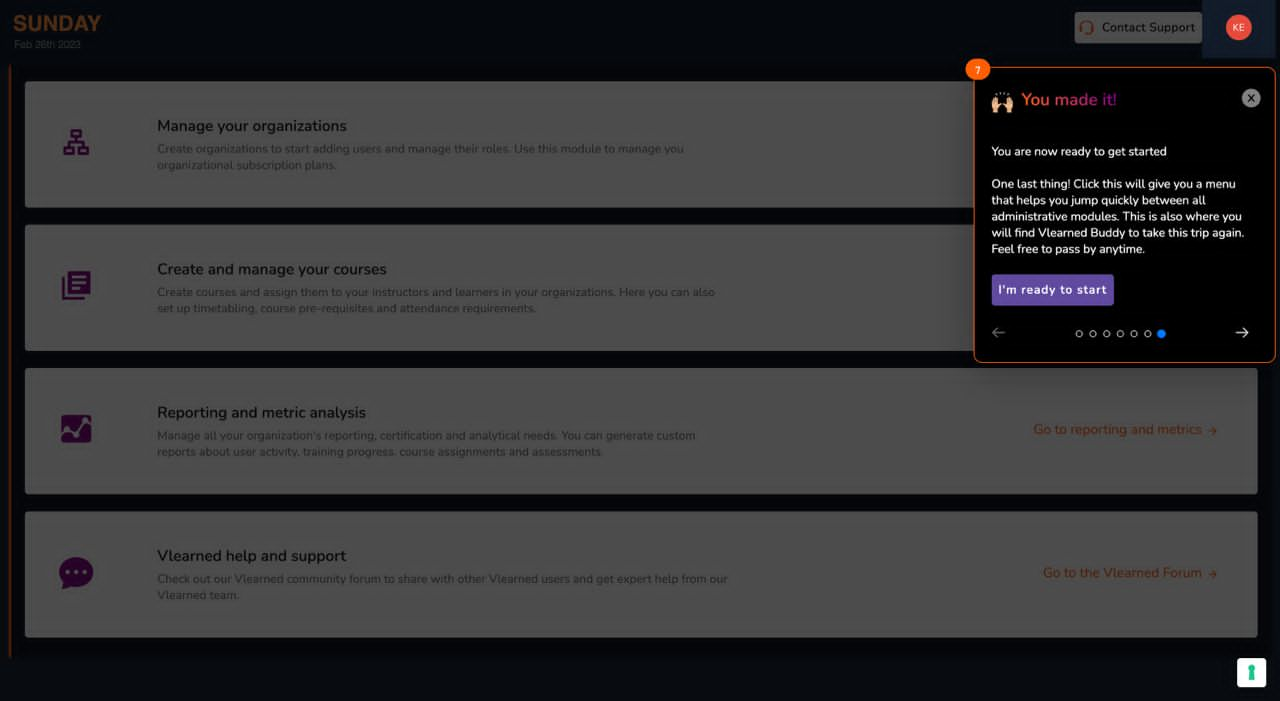 SUNDAY
Feb 26th 2023
Contact Support
KE
7
You made it!
X
You are now ready to get started
One last thing! Click this will give you a menu
that helps you jump quickly between all
administrative modules. This is also where you
will find Vlearned Buddy to take this trip again.
Feel free to pass by anytime.
I'm ready to start
Manage your organizations
Create organizations to start adding users and manage their roles. Use this module to manage you
organizational subscription plans.
Create and manage your courses
Create courses and assign them to your instructors and learners in your organizations. Here you can also
set up timetabling, course pre-requisites and attendance requirements.
Reporting and metric analysis
Manage all your organization's reporting, certification and analytical needs. You can generate custom
reports about user activity, training progress, course assignments and assessments.
Go to reporting and metrics →
Vlearned help and support
Check out our Vlearned community forum to share with other Vlearned users and get expert help from our
Vlearned team.
Go to the Vlearned Forum →